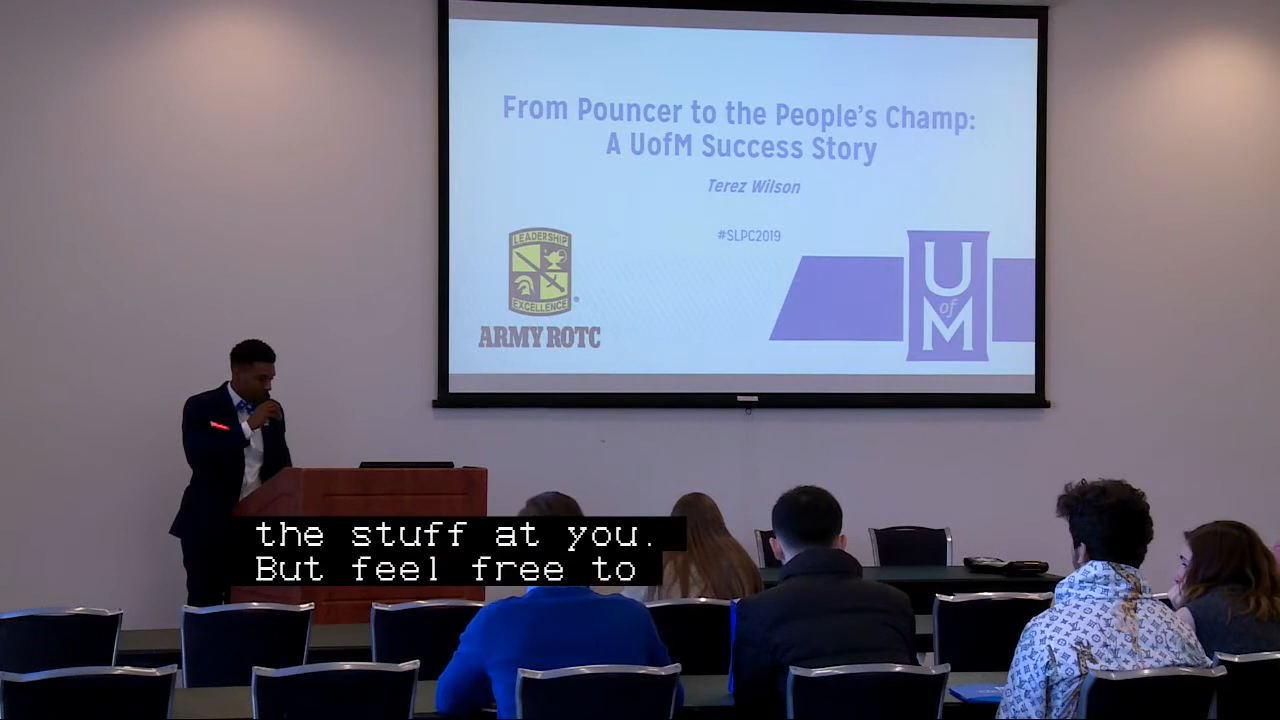 From Pouncer to the People's Champ:
A UofM Success Story
Terez Wilson
#SLPC2019
LEADERSHIP
EXCELLENCE
ARMY ROTC
U
of
M
the stuff at you.
But feel free to